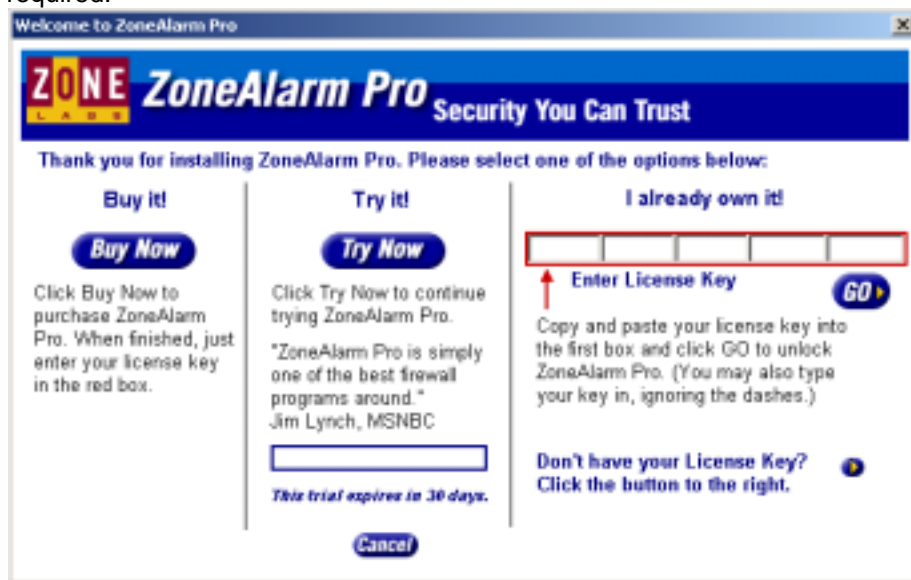 required.
Welcome to ZoneAlarm Pro
ZONE
LABS
ZoneAlarm Pro Security You Can Trust
Thank you for installing ZoneAlarm Pro. Please select one of the options below:
Buy it!
Buy Now
Click Buy Now to
purchase ZoneAlarm
Pro. When finished, just
enter your license key
in the red box.
Try it!
Try Now
Click Try Now to continue
trying ZoneAlarm Pro.
"ZoneAlarm Pro is simply
one of the best firewall
programs around."
Jim Lynch, MSNBC
This trial expires in 30 days.
Cancel
I already own it!
Enter License Key
GO
Copy and paste your license key into
the first box and click GO to unlock
ZoneAlarm Pro. (You may also type
your key in, ignoring the dashes.)
Don't have your License Key?
Click the button to the right.